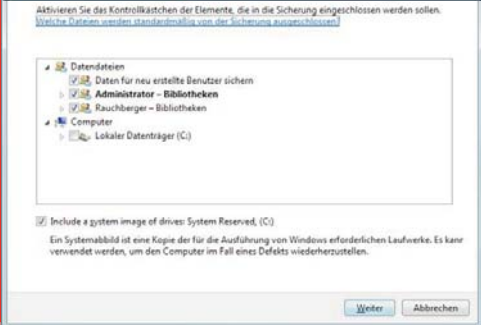 Aktivieren Sie das Kontrollkästchen der Elemente, die in die Sicherung eingeschlossen werden sollen.
Welche Dateien werden standardmäßig von der Sicherung ausgeschlossen?
Datendateien
Daten für neu erstellte Benutzer sichern
Administrator – Bibliotheken
Rauchberger – Bibliotheken
Computer
Lokaler Datenträger (C:)
Include a system image of drives: System Reserved, (C:)
Ein Systemabbild ist eine Kopie der für die Ausführung von Windows erforderlichen Laufwerke. Es kann
verwendet werden, um den Computer im Fall eines Defekts wiederherzustellen.
Weiter Abbrechen